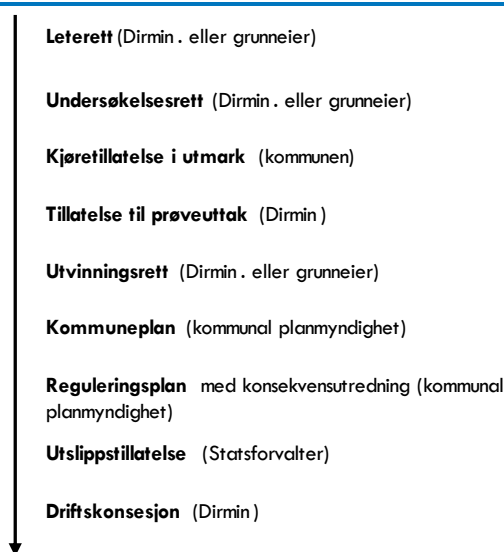 Leterett (Dirmin. eller grunneier)
Undersøkelsesrett (Dirmin. eller grunneier)
Kjøretillatelse i utmark (kommunen)
Tillatelse til prøveuttak (Dirmin)
Utvinningsrett (Dirmin. eller grunneier)
Kommuneplan (kommunal planmyndighet)
Reguleringsplan med konsekvensutredning (kommunal
planmyndighet)
Utslippstillatelse (Statsforvalter)
Driftskonsesjon (Dirmin)